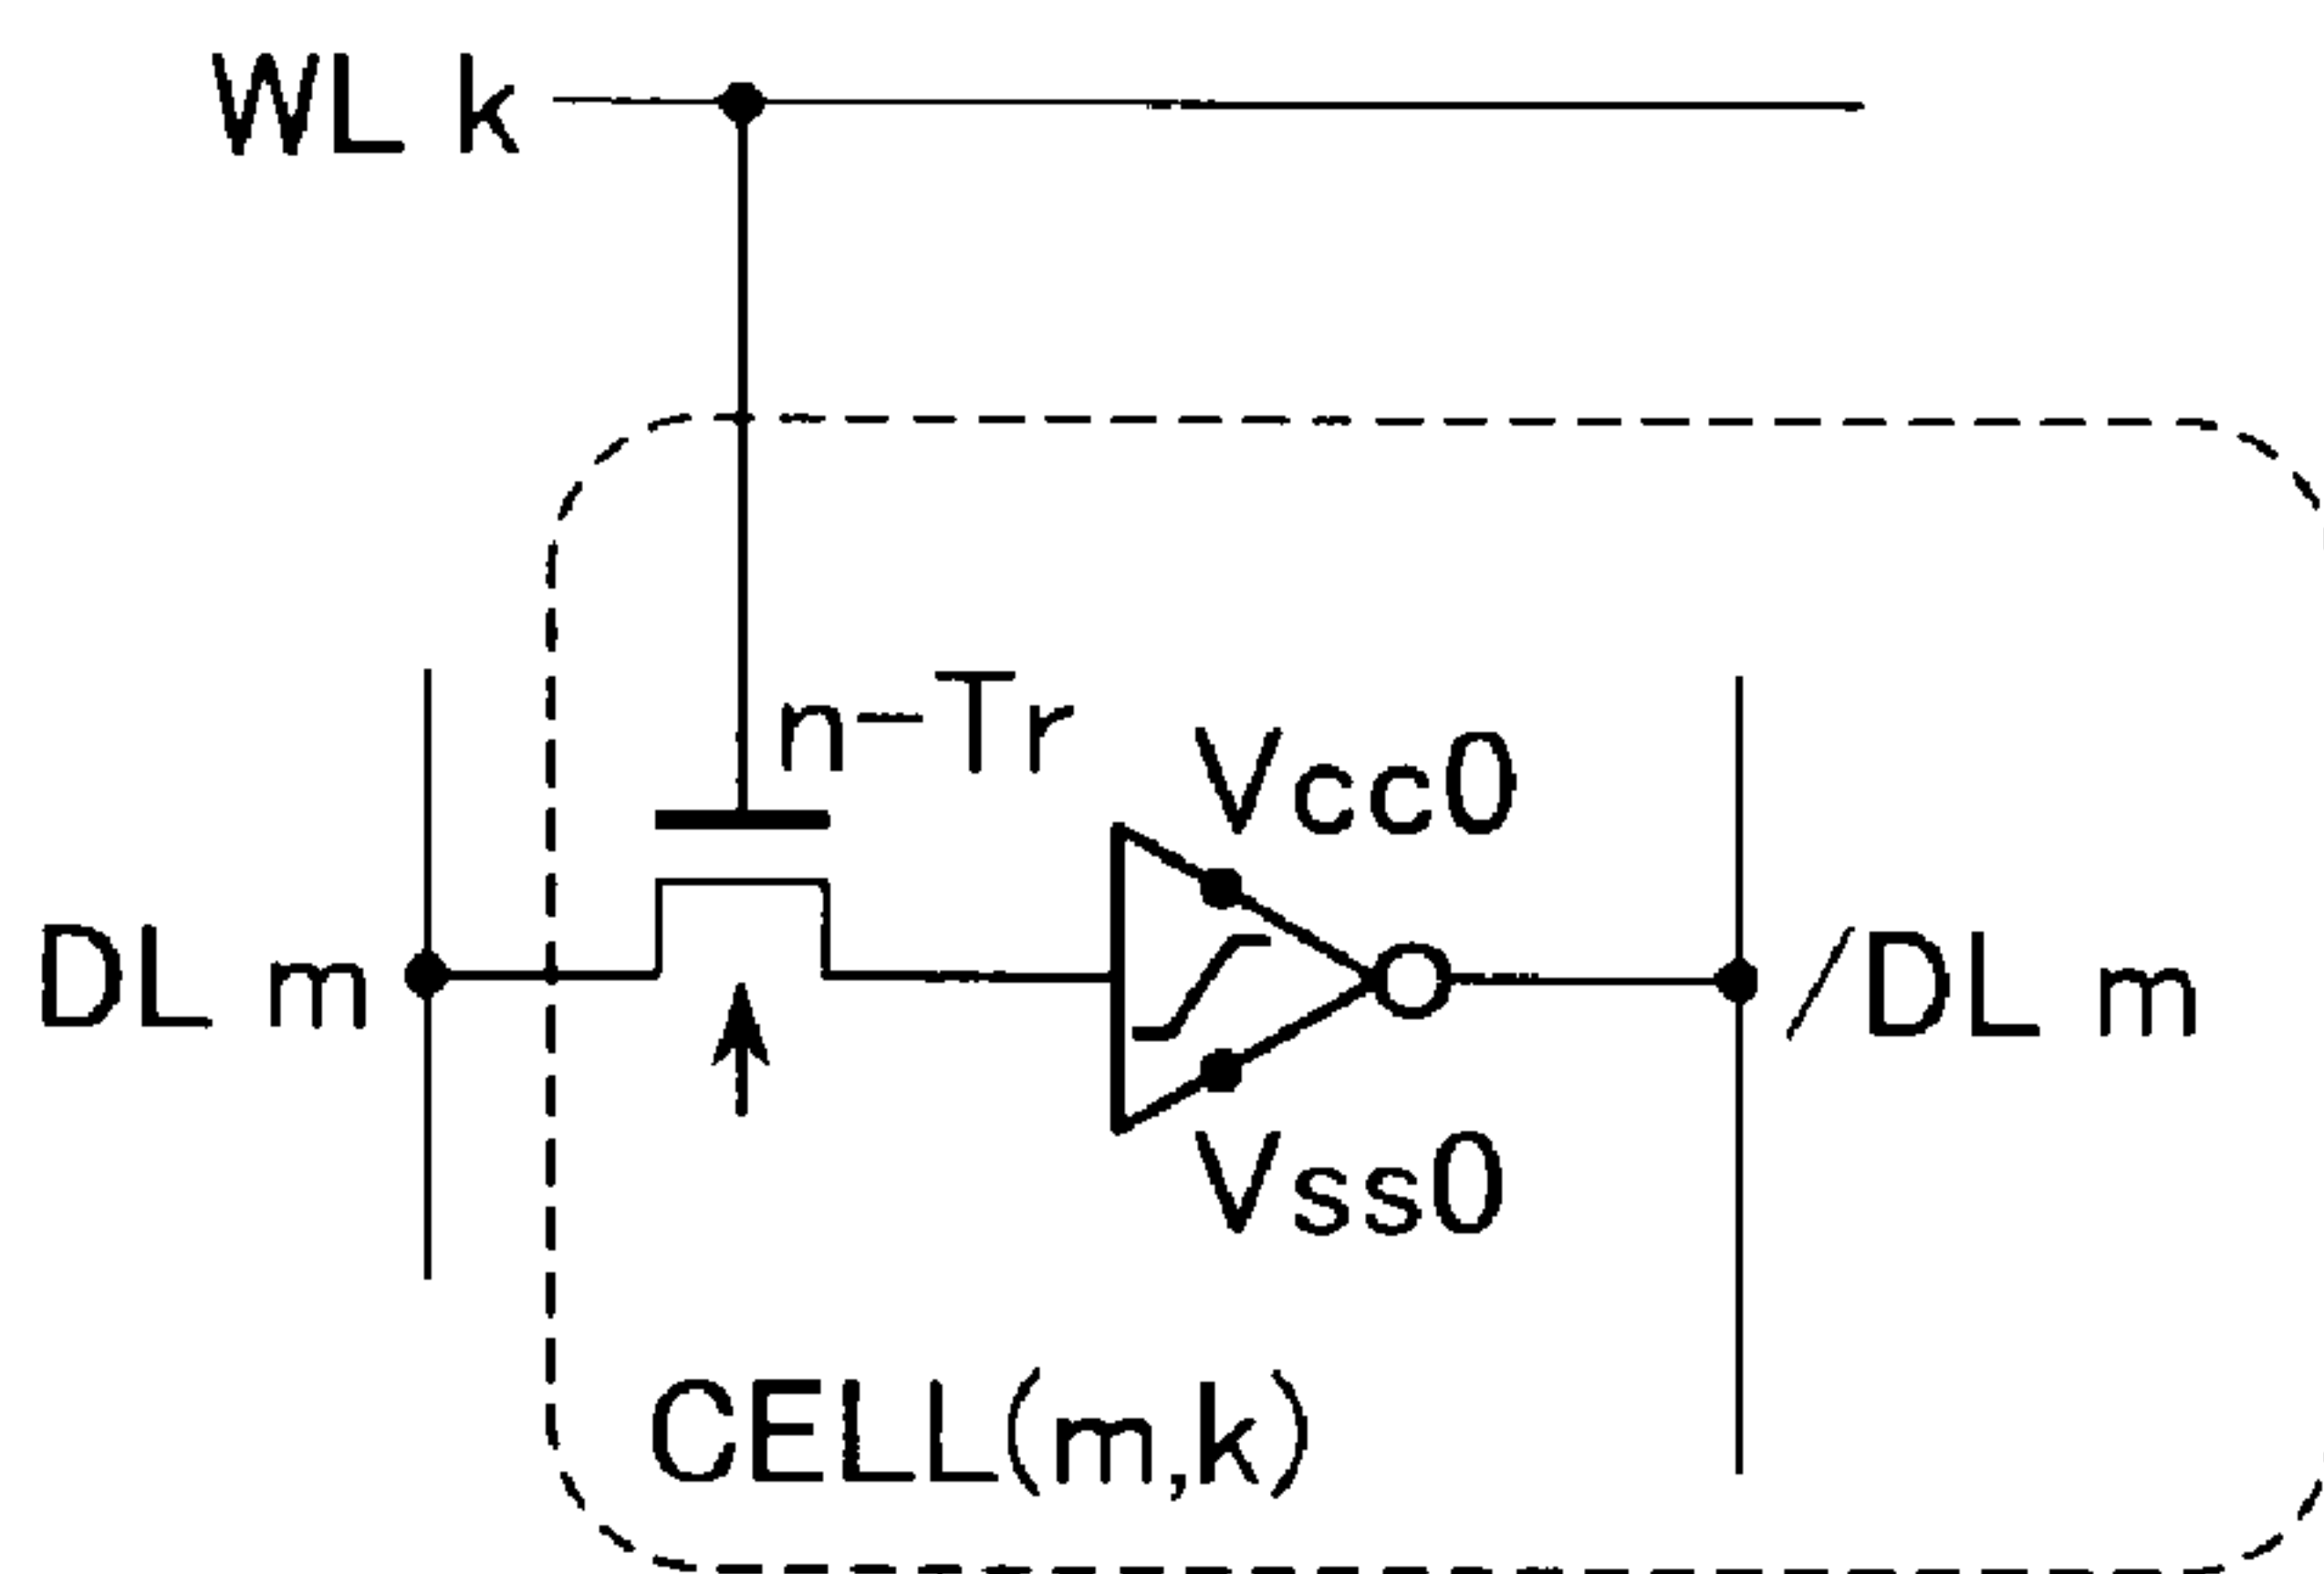 WL k
n-Tr
Vcc0
DL m
/DL m
Vss0
CELL(m,k)